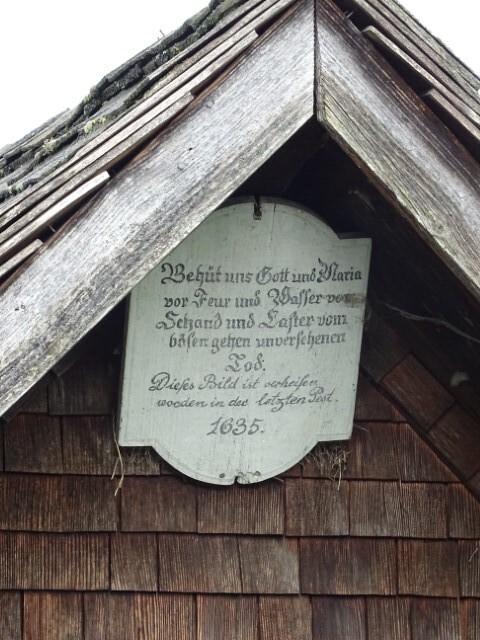 Behüt uns Gott und Maria
vor Feur und Wasser vor
Schand und Laster vom
bösen gehen unversehenen
Tod.
Dieses Bild ist verheisen
worden in der letzten Pest.
1635.